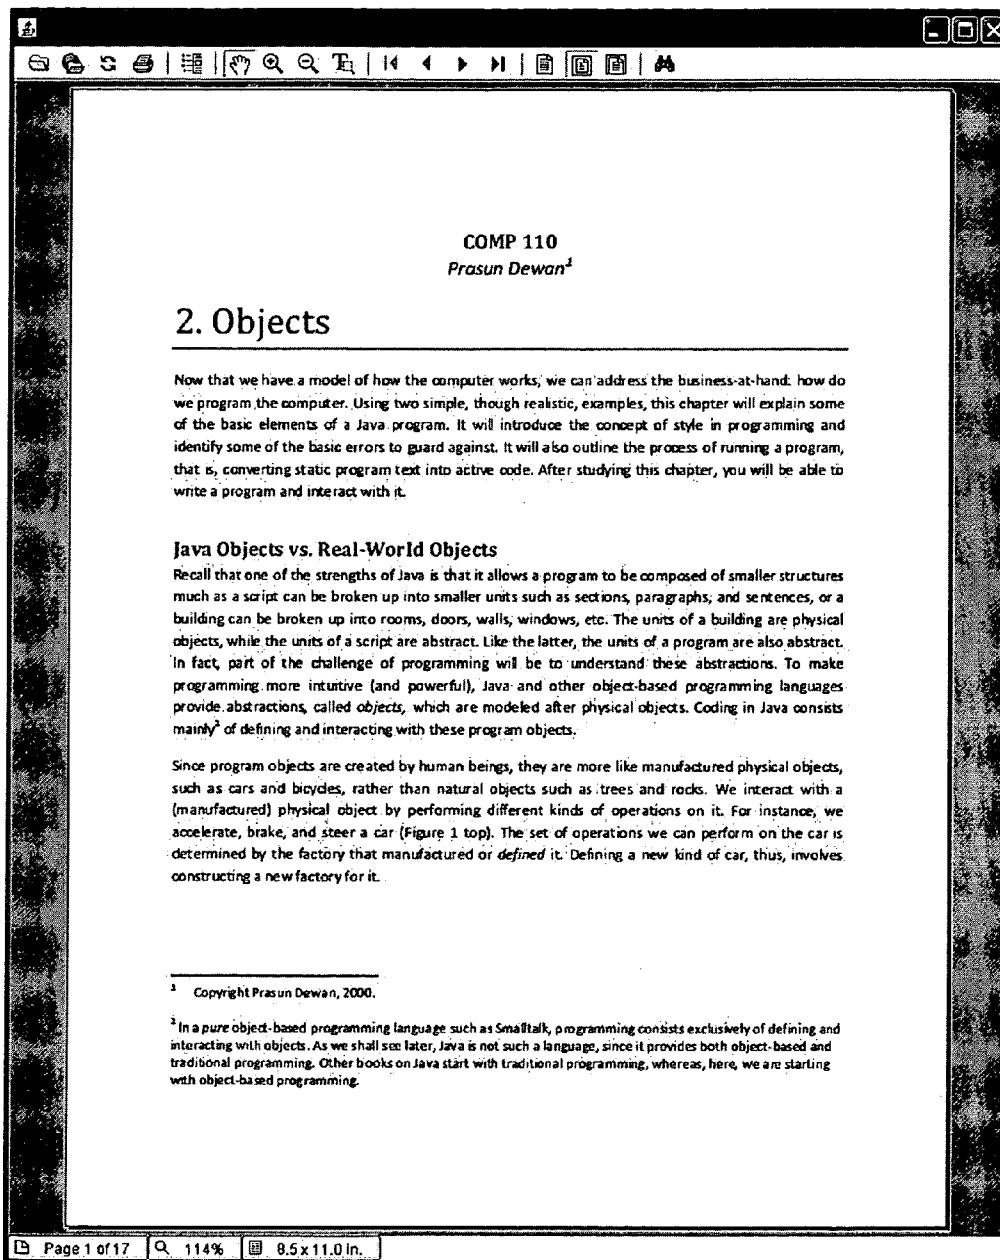 COMP 110
Prasun Dewan¹
2. Objects
Now that we have a model of how the computer works, we can address the business-at-hand: how do
we program the computer. Using two simple, though realistic, examples, this chapter will explain some
of the basic elements of a Java program. It will introduce the concept of style in programming and
identify some of the basic errors to guard against. It will also outline the process of running a program,
that is, converting static program text into active code. After studying this chapter, you will be able to
write a program and interact with it.
Java Objects vs. Real-World Objects
Recall that one of the strengths of Java is that it allows a program to be composed of smaller structures
much as a script can be broken up into smaller units such as sections, paragraphs, and sentences, or a
building can be broken up into rooms, doors, walls, windows, etc. The units of a building are physical
objects, while the units of a script are abstract. Like the latter, the units of a program are also abstract.
In fact, part of the challenge of programming will be to understand these abstractions. To make
programming more intuitive (and powerful), Java and other object-based programming languages
provide abstractions, called objects, which are modeled after physical objects. Coding in Java consists
mainly² of defining and interacting with these program objects.
Since program objects are created by human beings, they are more like manufactured physical objects,
such as cars and bicycles, rather than natural objects such as trees and rocks. We interact with a
(manufactured) physical object by performing different kinds of operations on it. For instance, we
accelerate, brake, and steer a car (Figure 1 top). The set of operations we can perform on the car is
determined by the factory that manufactured or defined it. Defining a new kind of car, thus, involves
constructing a new factory for it.
¹ Copyright Prasun Dewan, 2000.
² In a pure object-based programming language such as Smalltalk, programming consists exclusively of defining and
interacting with objects. As we shall see later, Java is not such a language, since it provides both object-based and
traditional programming. Other books on Java start with traditional programming, whereas, here, we are starting
with object-based programming.
Page 1 of 17 114% 8.5 x 11.0 In.